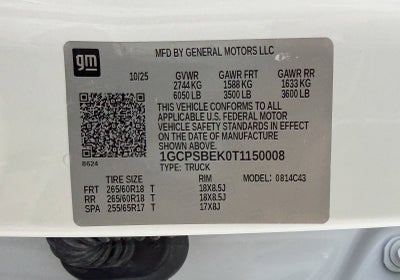 gm
MFD BY GENERAL MOTORS LLC
10/25 GVWR GAWR FRT GAWR RR
2744 KG 1588 KG 1633 KG
6050 LB 3500 LB 3600 LB
THIS VEHICLE CONFORMS TO ALL
APPLICABLE U.S. FEDERAL MOTOR
VEHICLE SAFETY STANDARDS IN EFFECT
ON THE DATE OF MANUFACTURE
SHOWN ABOVE.
1GCPSBEK0T1150008
8624 TYPE: TRUCK
TIRE SIZE RIM MODEL: 0814C43
FRT 265/60R18 T 18X8.5J
RR 265/60R18 T 18X8.5J
SPA 255/65R17 T 17X8J